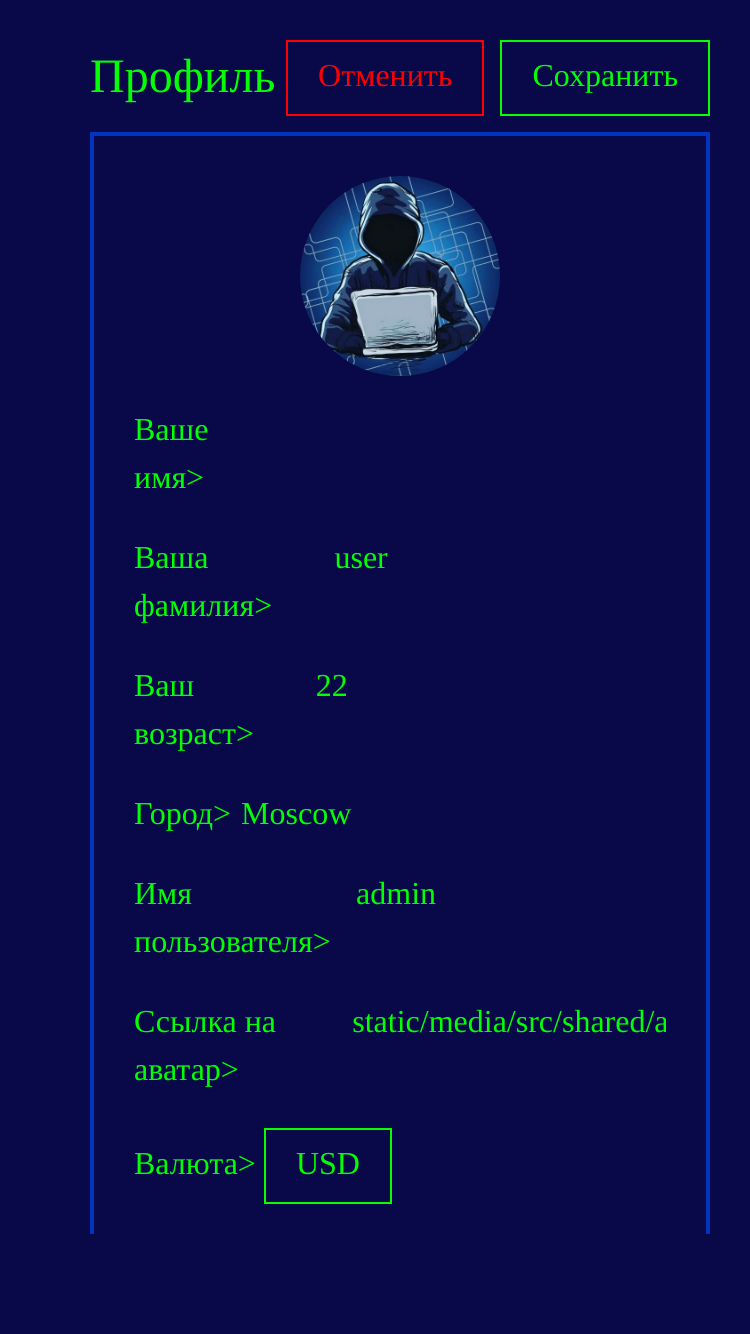 Профиль Отменить Сохранить
Ваше
имя>
Ваша user
фамилия>
Ваш 22
возраст>
Город> Moscow
Имя admin
пользователя>
Ссылка на static/media/src/shared/a
аватар>
Валюта> USD